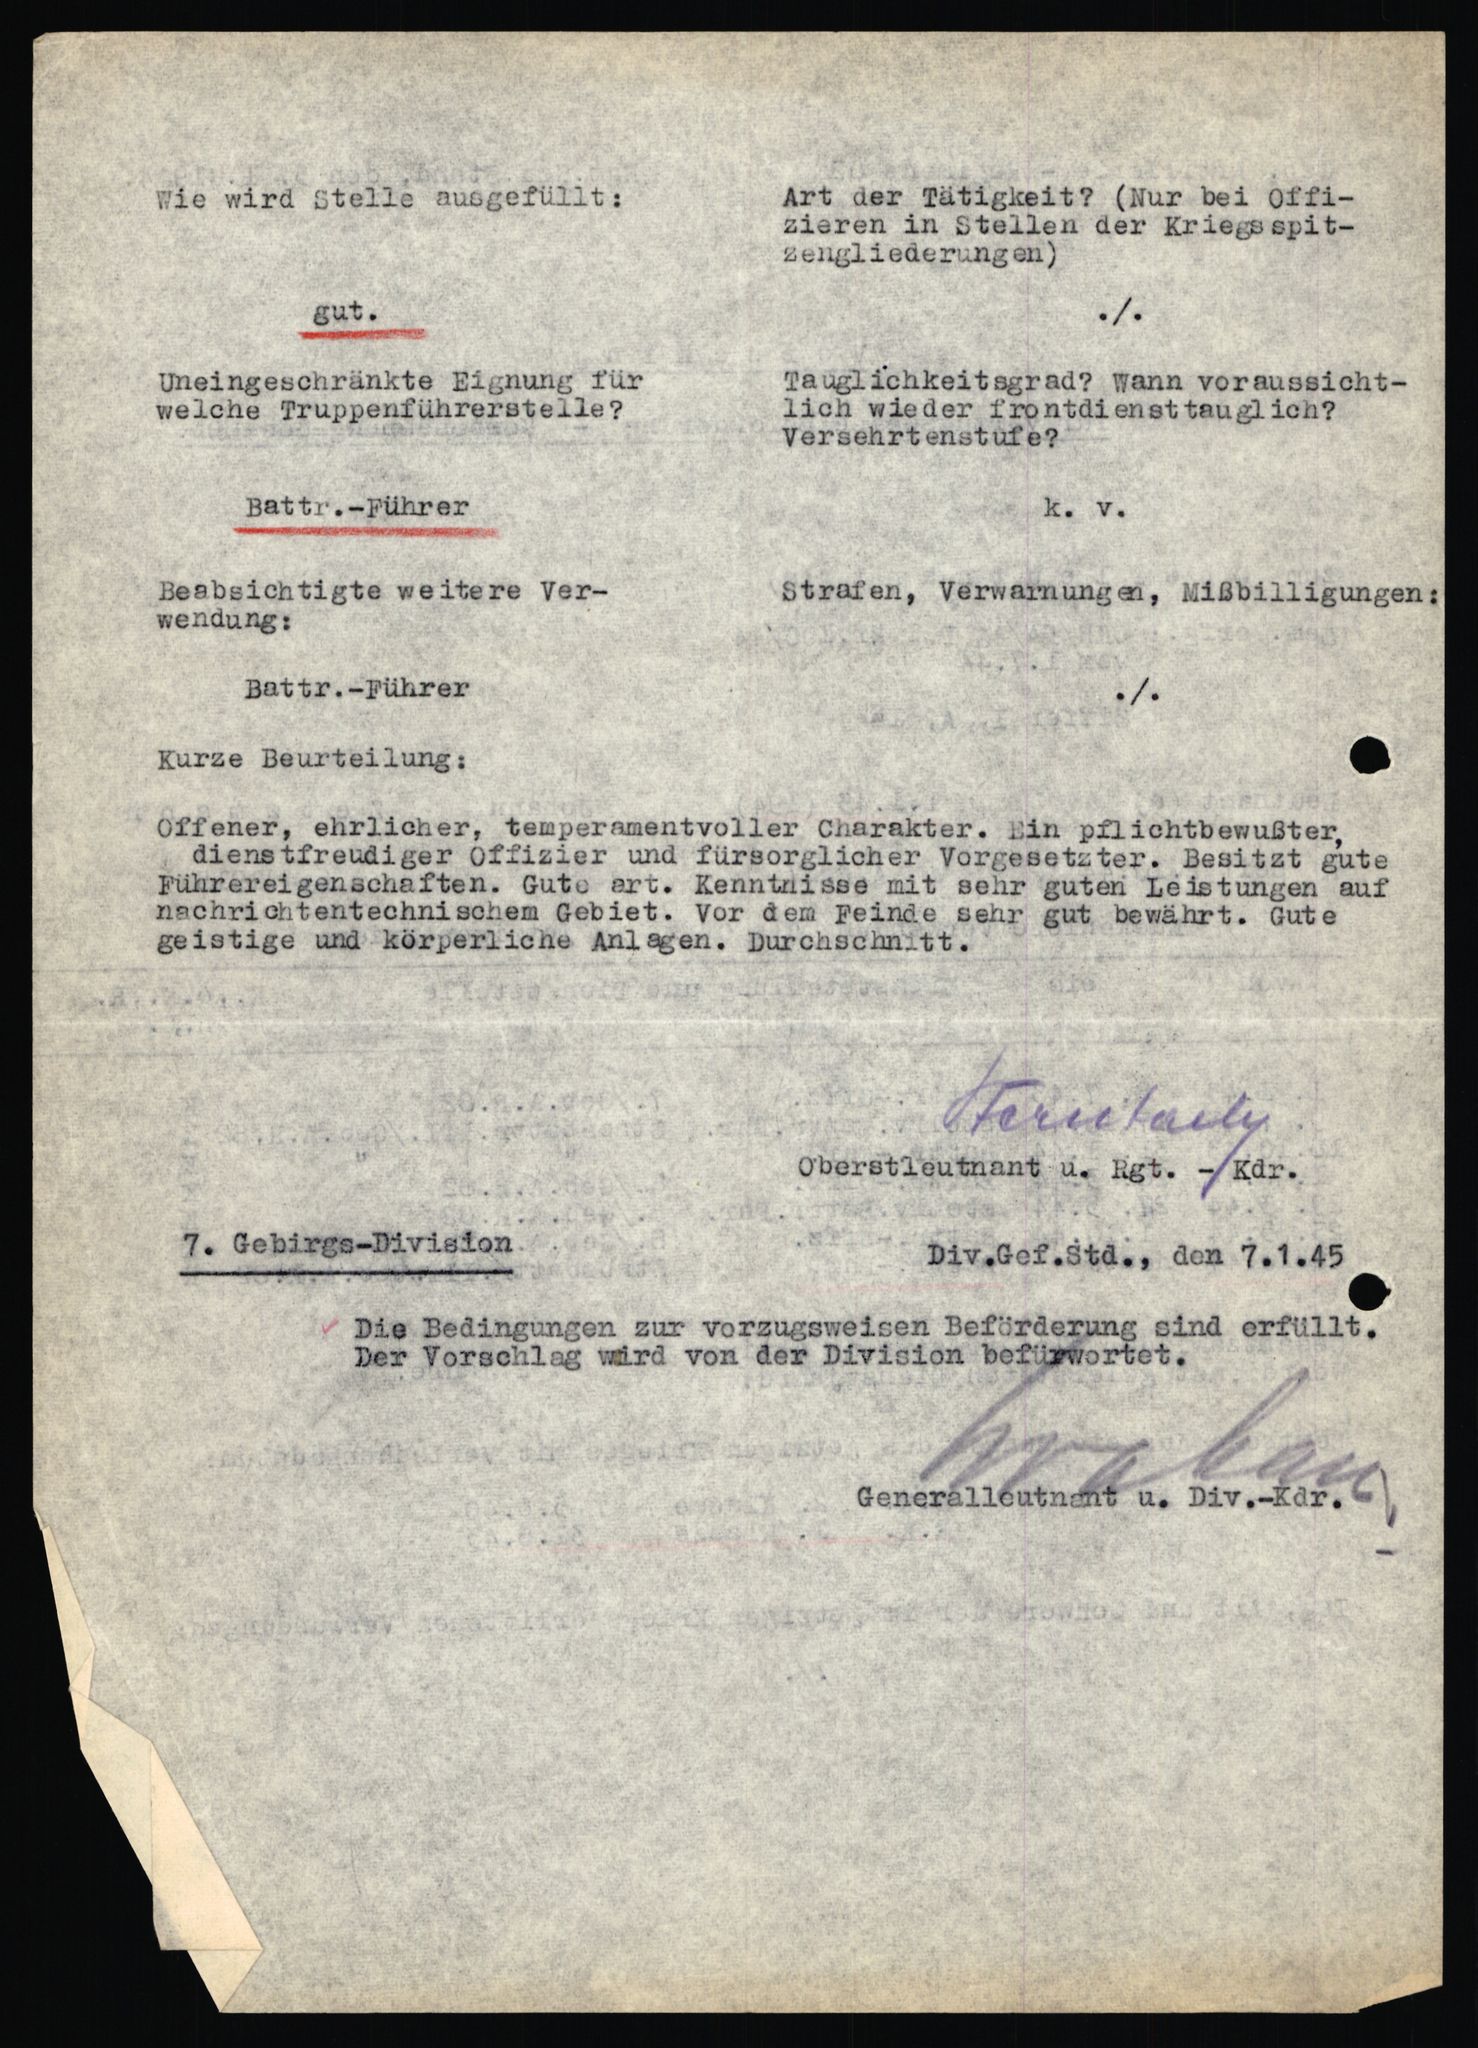 Wie wird Stelle ausgefüllt:
gut.
Uneingeschränkte Eignung für
welche Truppenführerstelle?
Battr.-Führer
Beabsichtigte weitere Ver-
wendung:
Battr.-Führer
Art der Tätigkeit? (Nur bei Offi-
zieren in Stellen der Kriegsspit-
zengliederungen)
./.
Tauglichkeitsgrad? Wann voraussicht-
lich wieder frontdiensttauglich?
Versehrtenstufe?
k. v.
Strafen, Verwarnungen, Mißbilligungen:
./.
Kurze Beurteilung:
Offener, ehrlicher, temperamentvoller Charakter. Ein pflichtbewußter,
dienstfreudiger Offizier und fürsorglicher Vorgesetzter. Besitzt gute
Führereigenschaften. Gute art. Kenntnisse mit sehr guten Leistungen auf
nachrichtentechnischem Gebiet. Vor dem Feinde sehr gut bewährt. Gute
geistige und körperliche Anlagen. Durchschnitt.
Oberstleutnant u. Rgt. - Kdr.
7. Gebirgs-Division
Div.Gef.Std., den 7.1.45
Die Bedingungen zur vorzugsweisen Beförderung sind erfüllt.
Der Vorschlag wird von der Division befürwortet.
Generalleutnant u. Div.-Kdr.